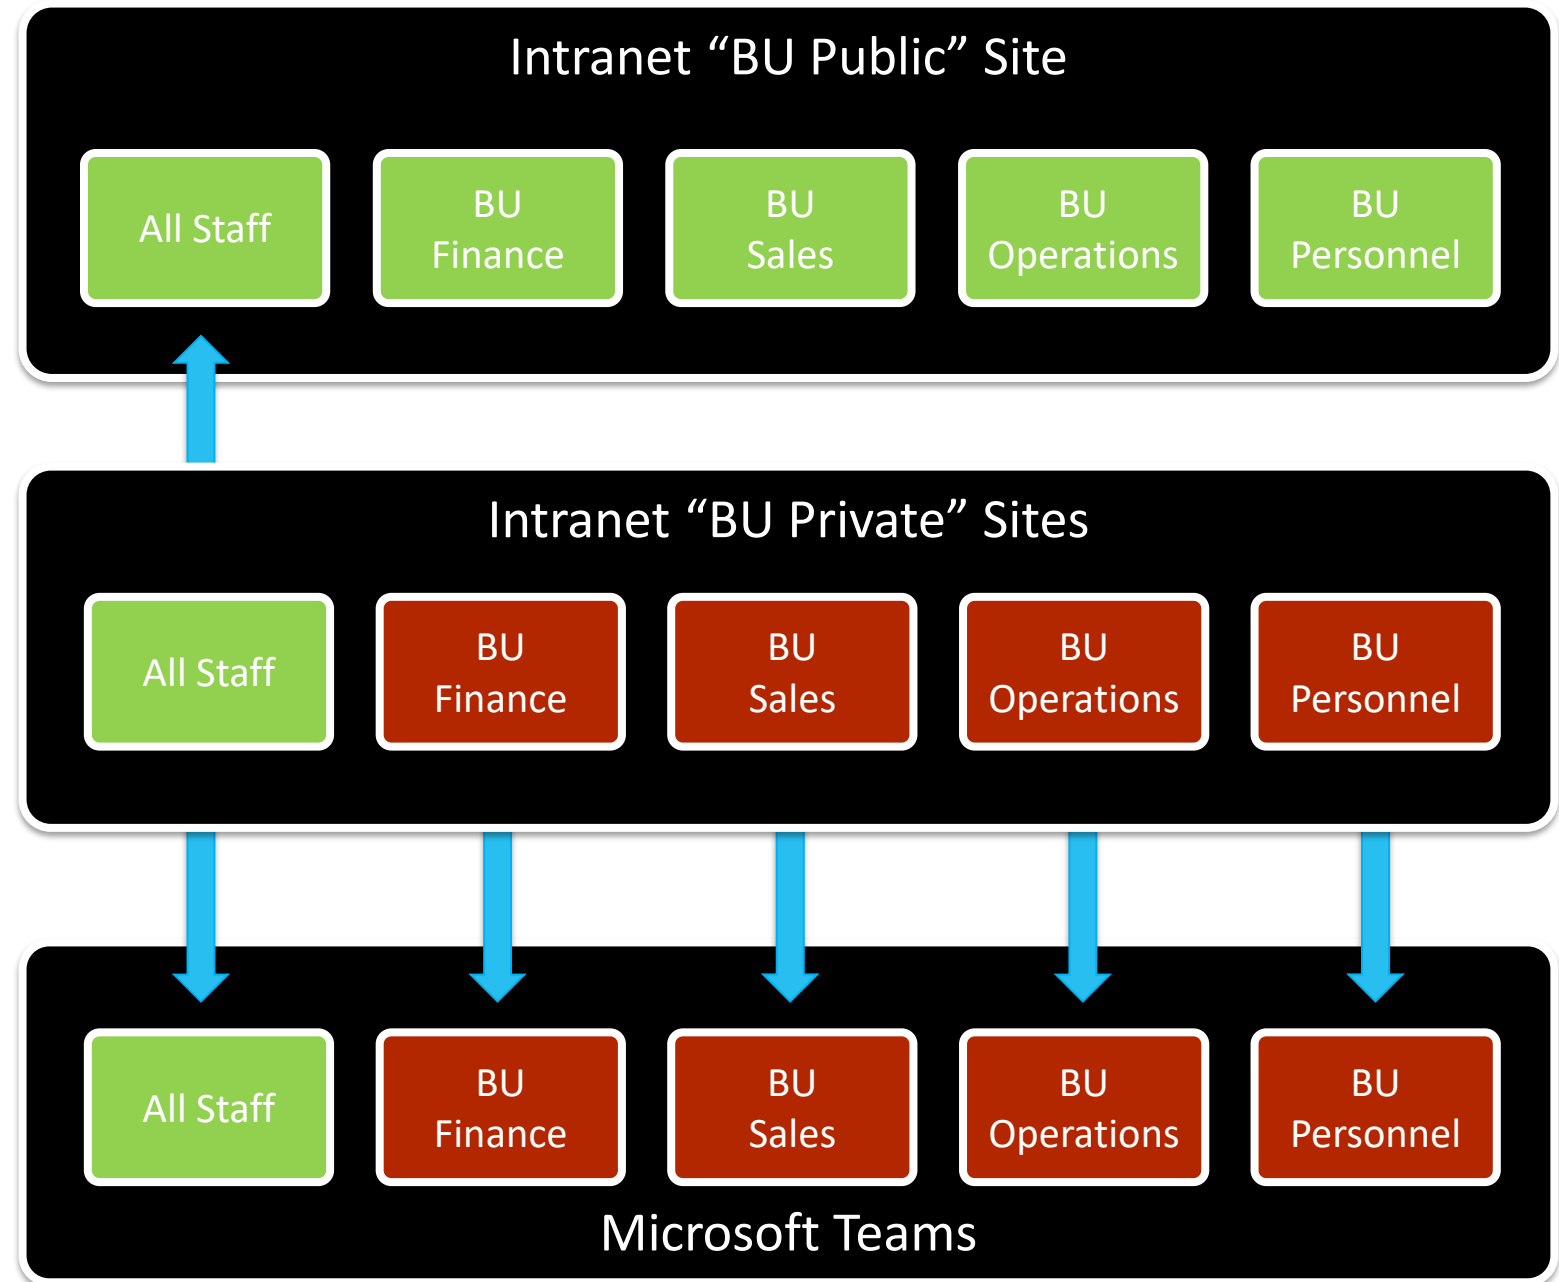 Intranet “BU Public” Site
All Staff
BU
Finance
BU
Sales
BU
Operations
BU
Personnel
Intranet “BU Private” Sites
All Staff
BU
Finance
BU
Sales
BU
Operations
BU
Personnel
All Staff
BU
Finance
BU
Sales
BU
Operations
BU
Personnel
Microsoft Teams